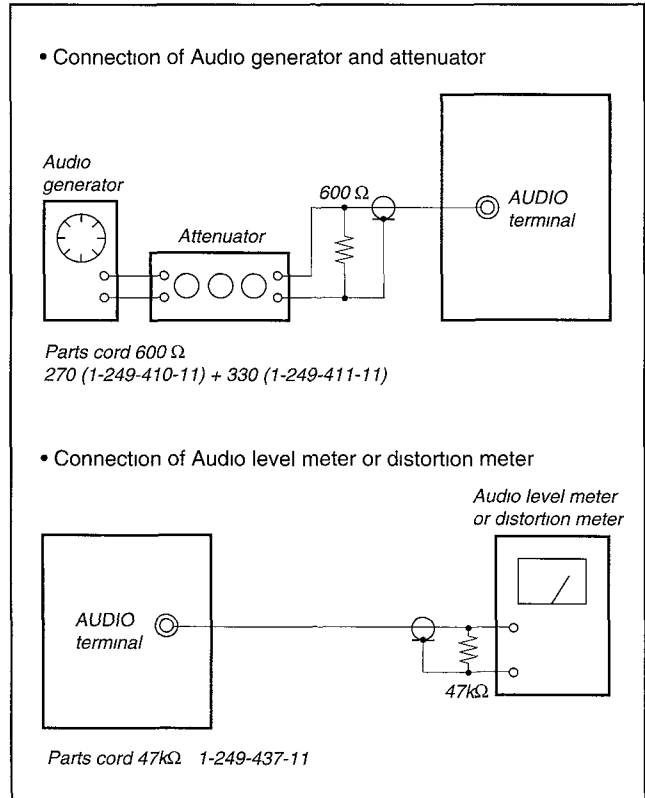 • Connection of Audio generator and attenuator
Audio
generator
Attenuator
600 Ω
AUDIO
terminal
Parts cord 600 Ω
270 (1-249-410-11) + 330 (1-249-411-11)
• Connection of Audio level meter or distortion meter
Audio level meter
or distortion meter
AUDIO
terminal
47kΩ
Parts cord 47kΩ 1-249-437-11